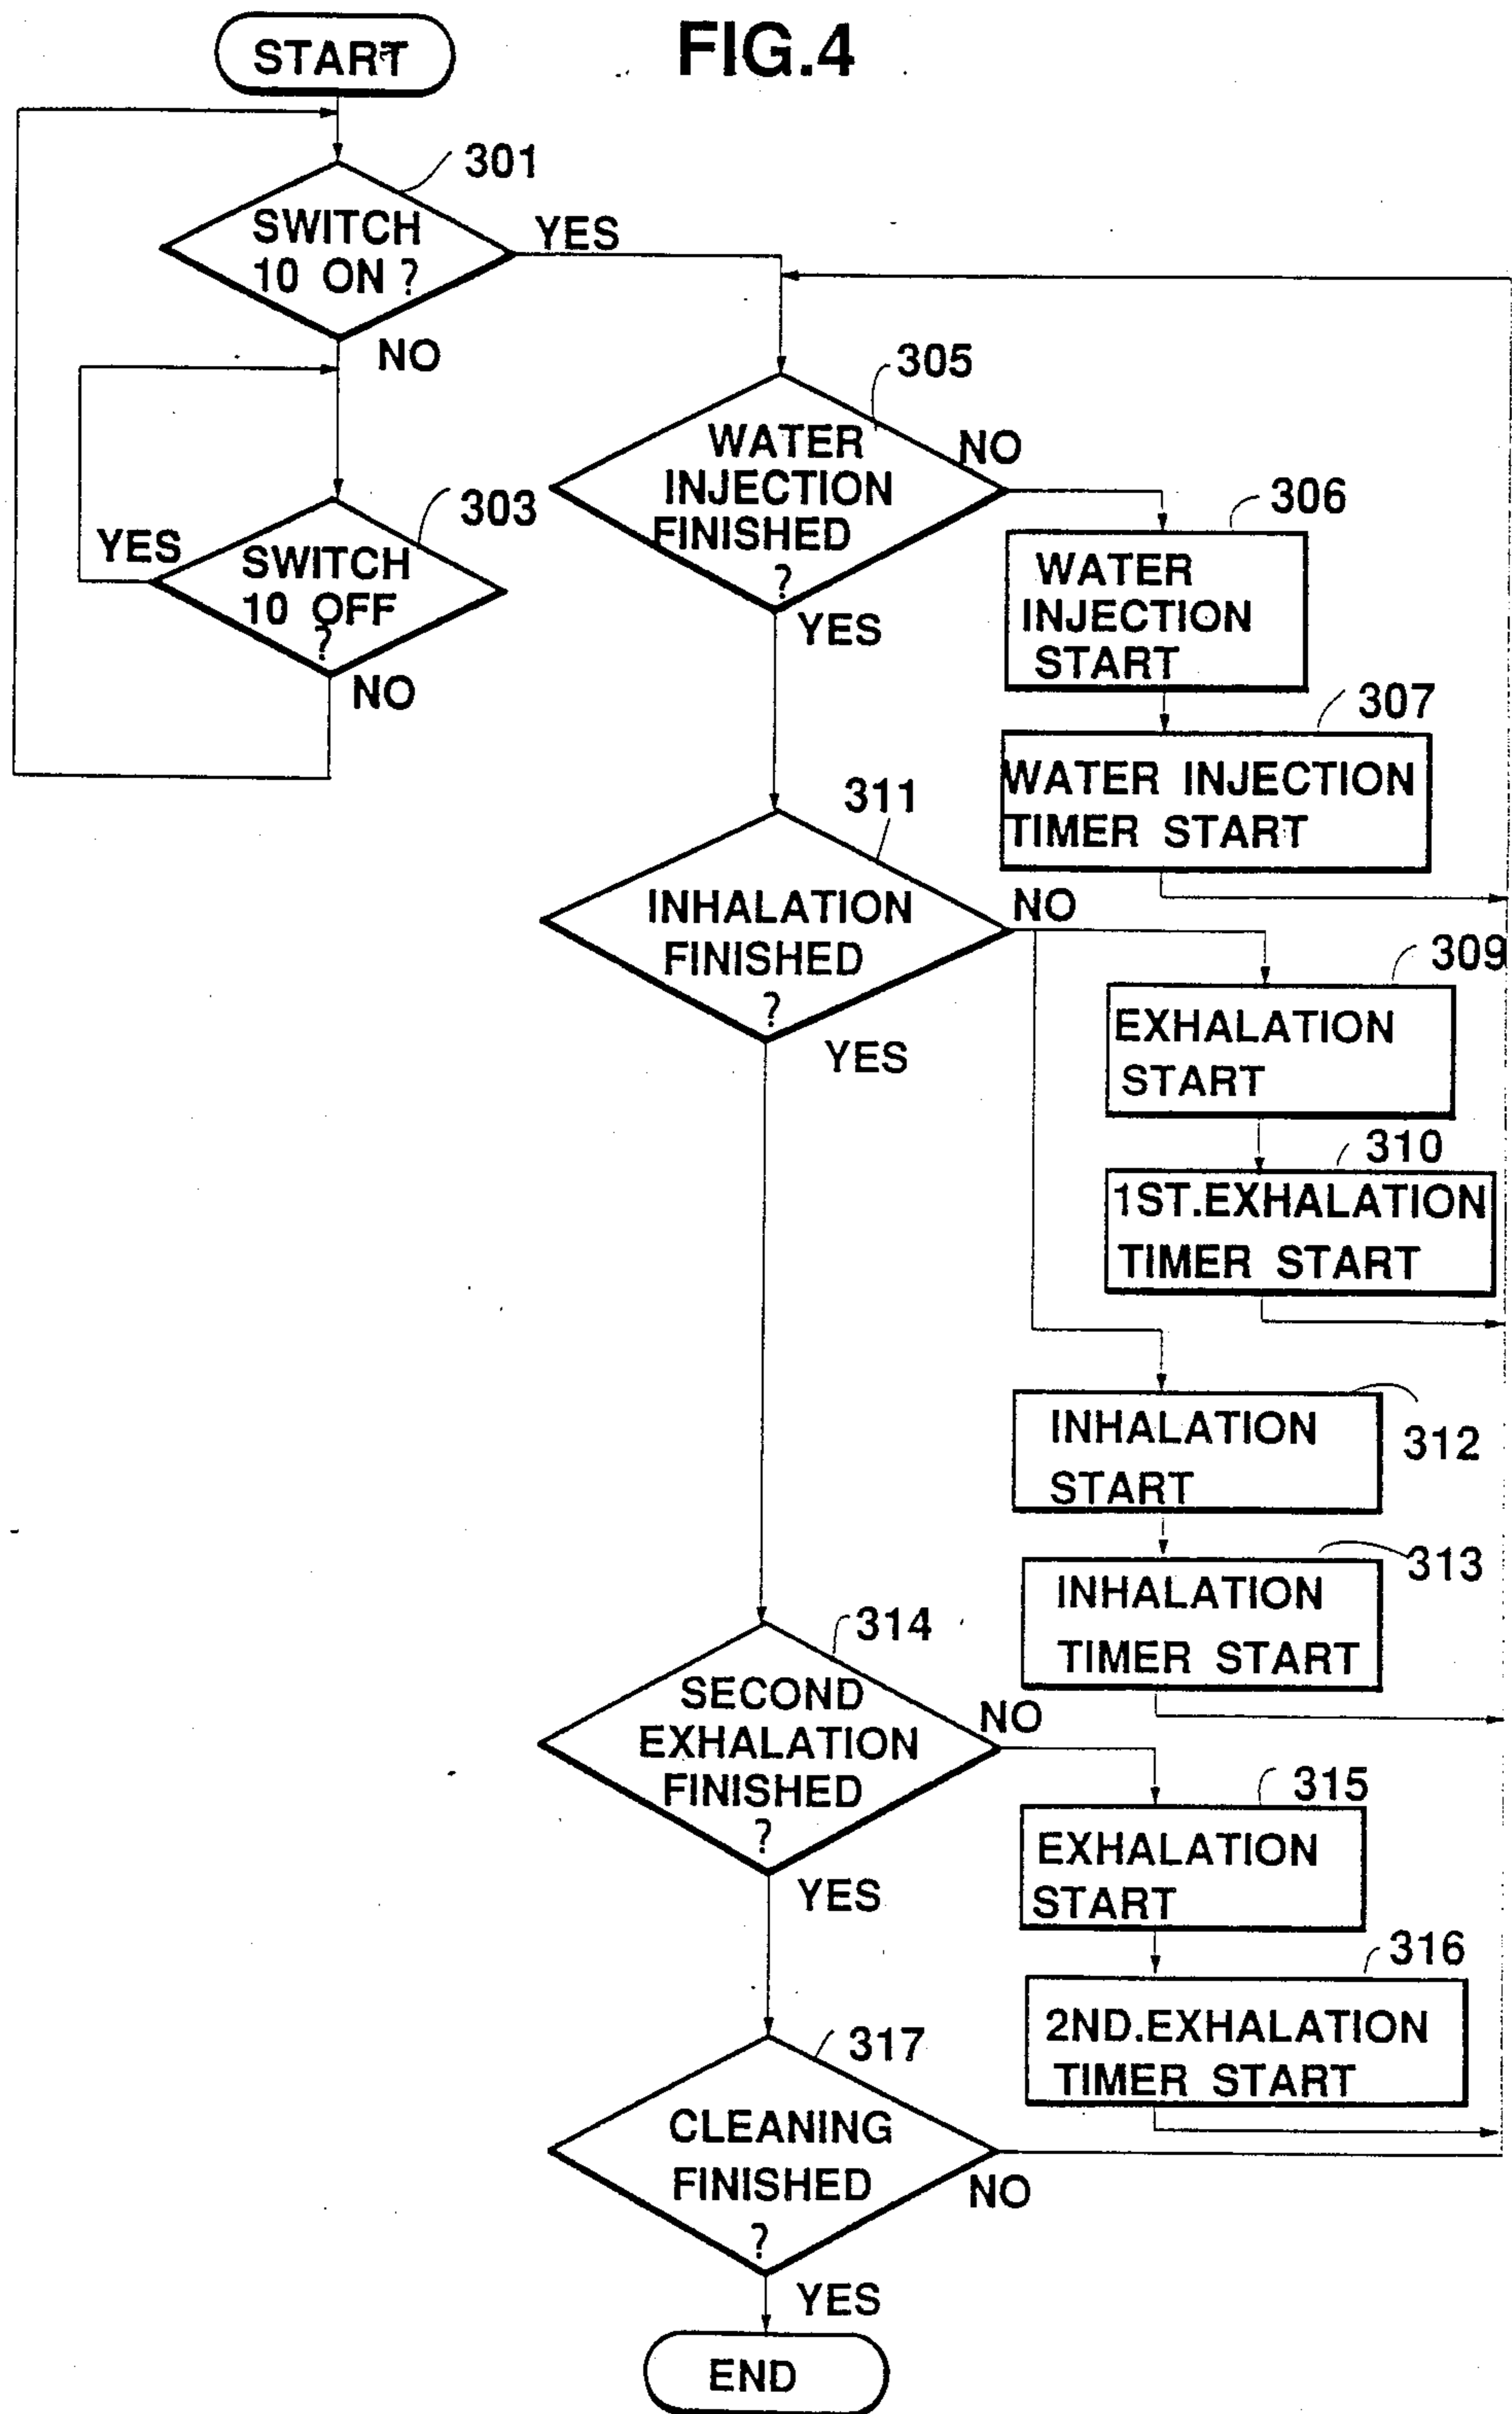 FIG.4
START
301
SWITCH
10 ON ?
YES
NO
303
YES
SWITCH
10 OFF
?
NO
305
WATER
INJECTION
FINISHED
?
NO
YES
306
WATER
INJECTION
START
307
WATER INJECTION
TIMER START
311
INHALATION
FINISHED
?
NO
YES
309
EXHALATION
START
310
1ST.EXHALATION
TIMER START
312
INHALATION
START
313
INHALATION
TIMER START
314
SECOND
EXHALATION
FINISHED
?
NO
YES
315
EXHALATION
START
316
2ND.EXHALATION
TIMER START
317
CLEANING
FINISHED
?
NO
YES
END